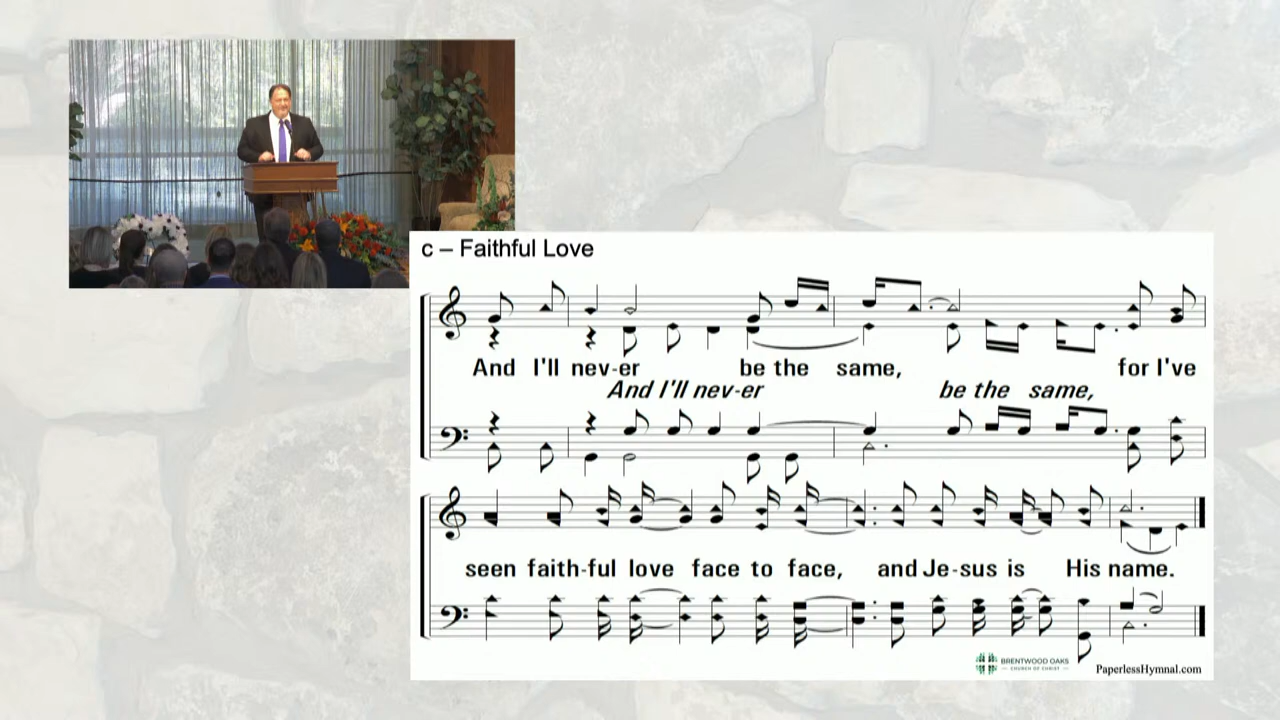 c – Faithful Love
And I'll nev-er be the same, for I've
And I'll nev-er be the same,
seen faith-ful love face to face, and Je-sus is His name.
BRENTWOOD OAKS
CHURCH OF CHRIST
PaperlessHymnal.com